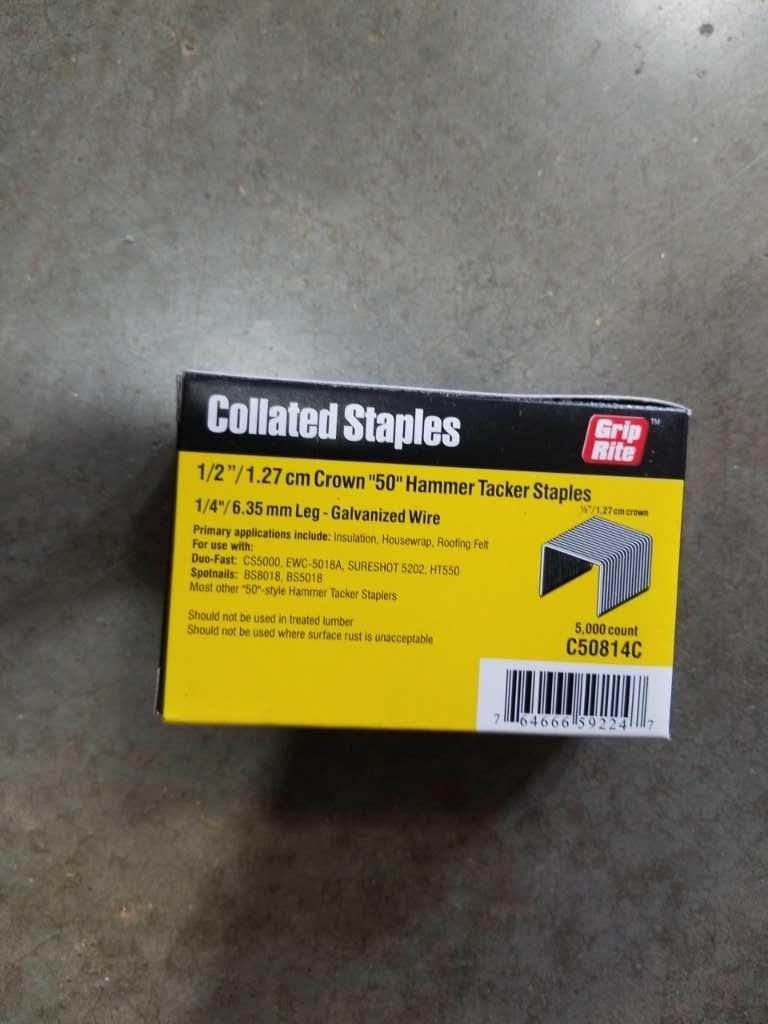 Collated Staples
Grip
Rite
TM
1/2"/1.27 cm Crown "50" Hammer Tacker Staples
1/4"/6.35 mm Leg - Galvanized Wire
½"/1.27 cm crown
Primary applications include: Insulation, Housewrap, Roofing Felt
For use with:
Duo-Fast: CS5000, EWC-5018A, SURESHOT 5202, HT550
Spotnails: BS8018, BS5018
Most other "50"-style Hammer Tacker Staplers
Should not be used in treated lumber
Should not be used where surface rust is unacceptable
5,000 count
C50814C
7 64666 59224 7